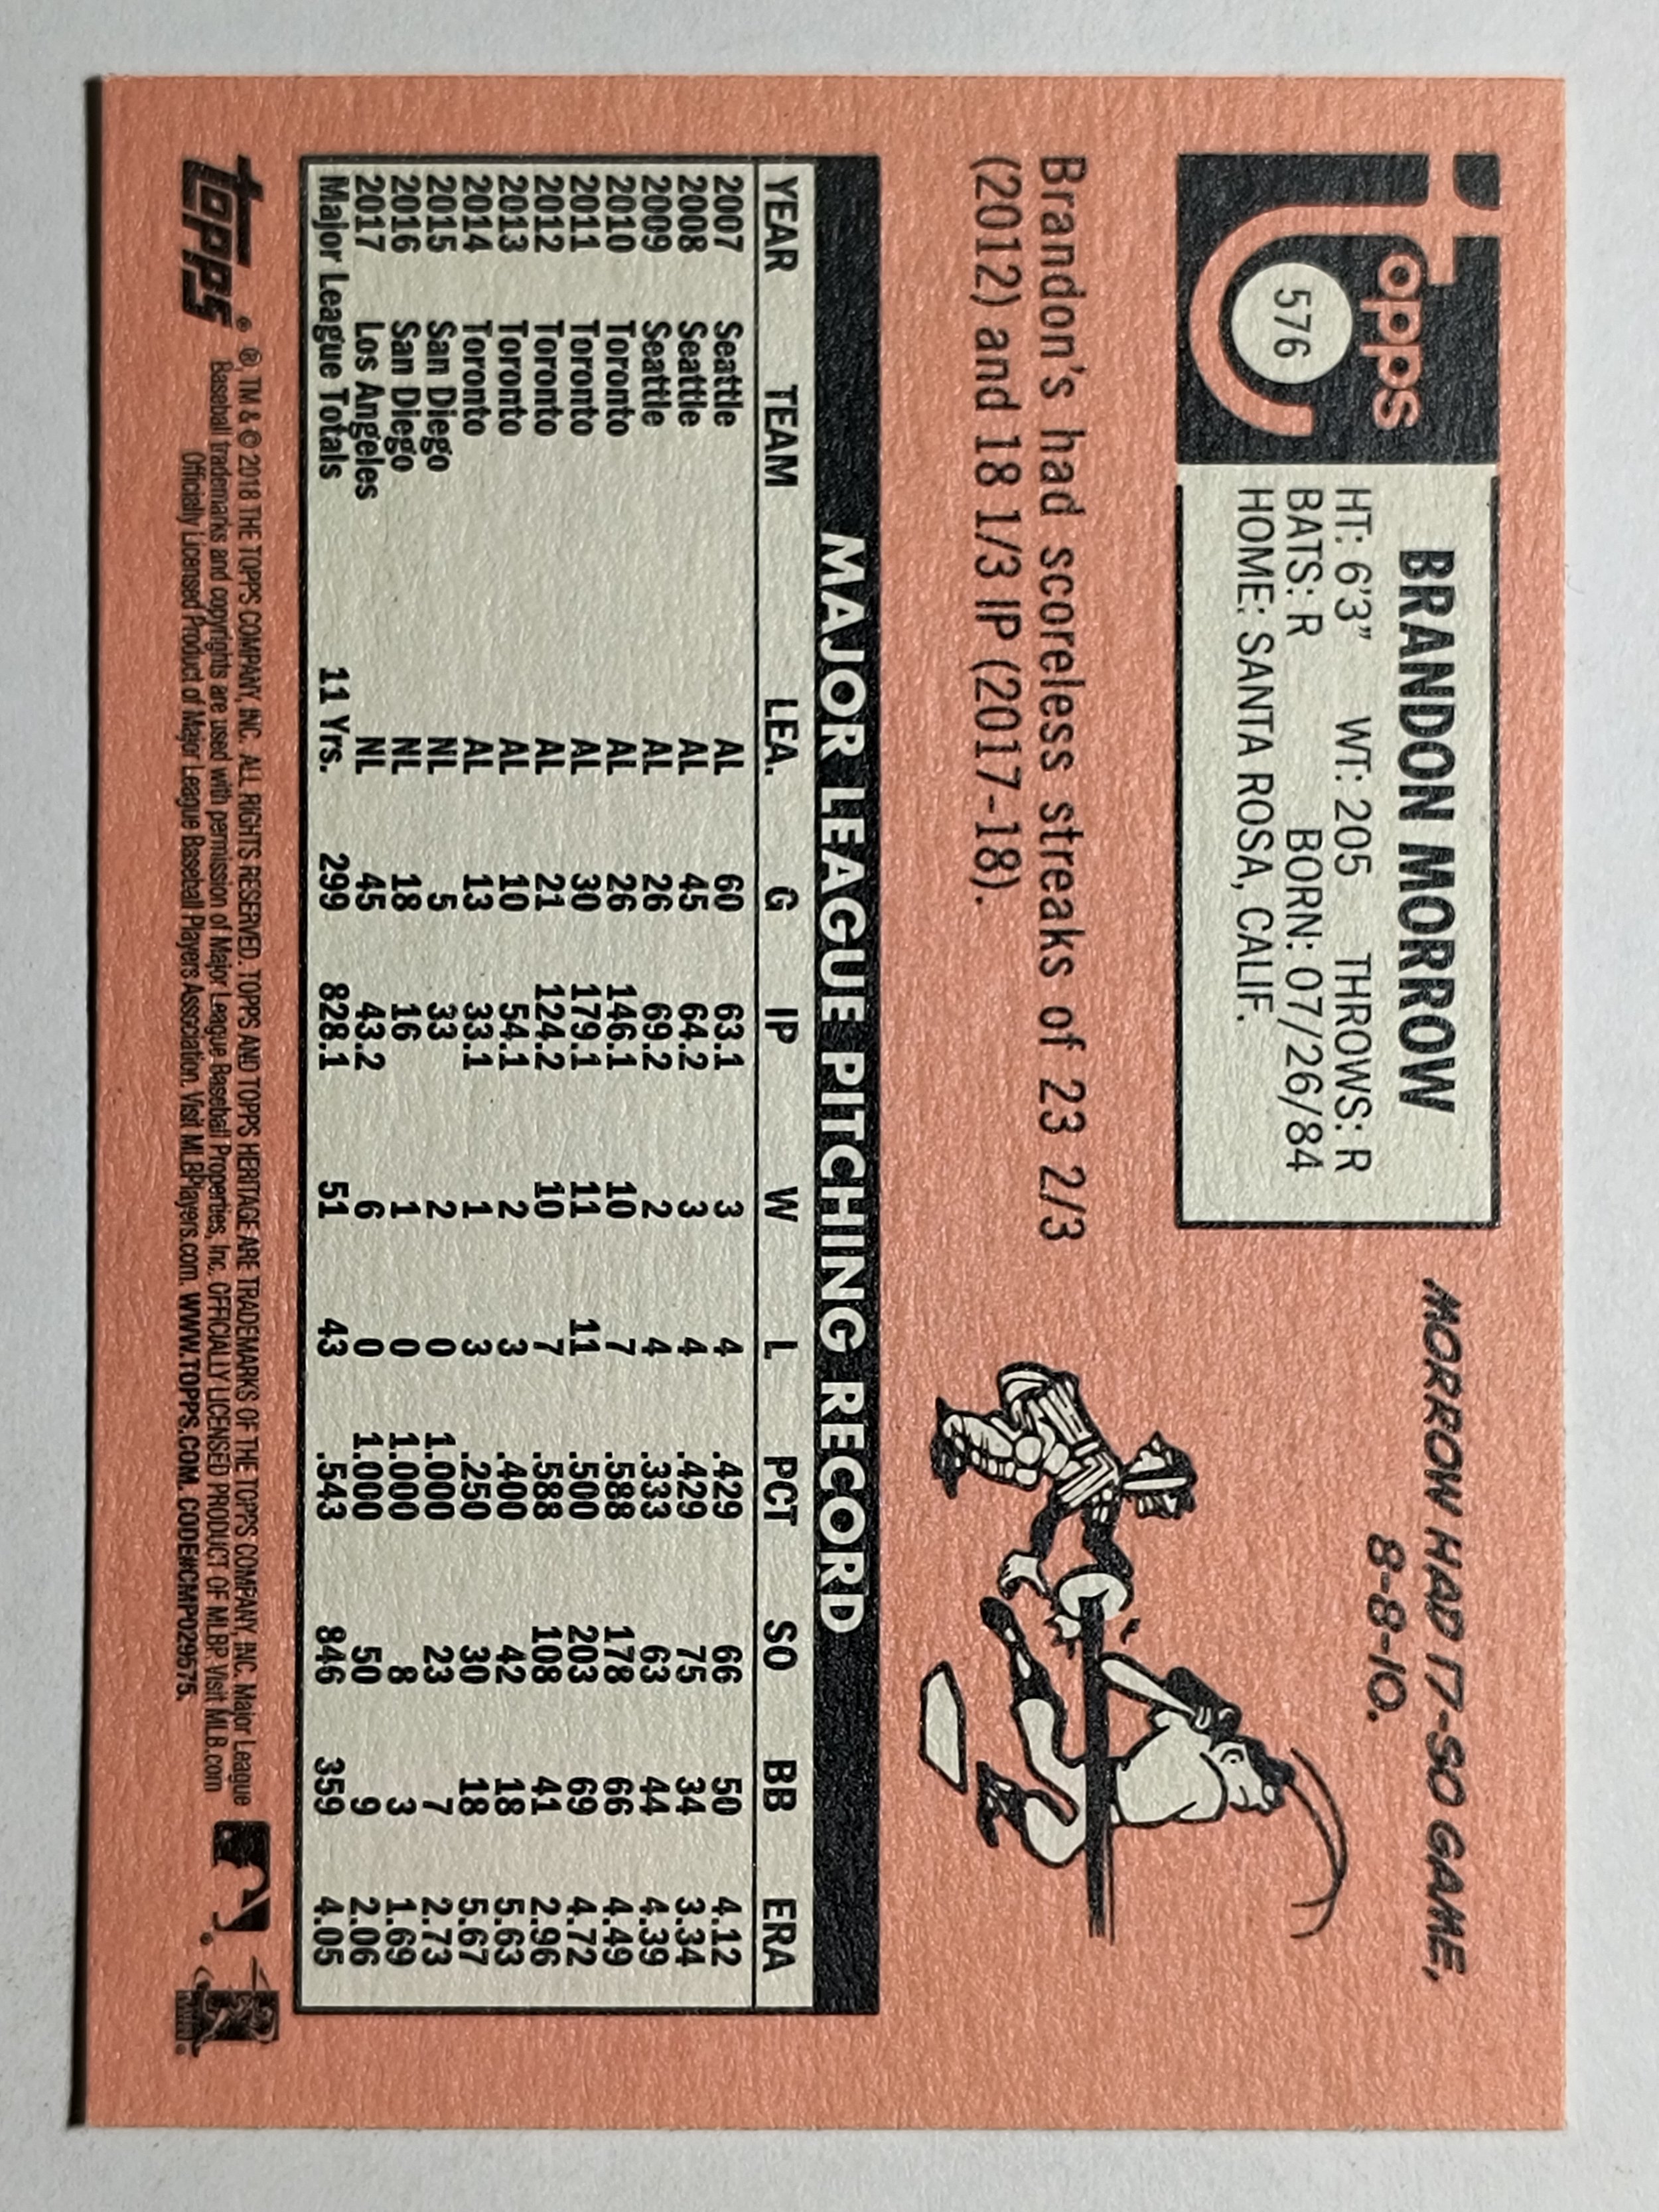 Topps
576
BRANDON MORROW
HT: 6'3" WT: 205 THROWS: R
BATS: R BORN: 07/26/84
HOME: SANTA ROSA, CALIF.
MORROW HAD 17-SO GAME,
8-8-10.
Brandon's had scoreless streaks of 23 2/3
(2012) and 18 1/3 IP (2017-18).
MAJOR LEAGUE PITCHING RECORD
YEAR TEAM LEA. G IP W L PCT SO BB ERA
2007 Seattle AL 60 63.1 3 4 .429 66 50 4.12
2008 Seattle AL 45 64.2 3 4 .429 75 34 3.34
2009 Seattle AL 26 69.2 2 4 .333 63 44 4.39
2010 Toronto AL 26 146.1 10 7 .588 178 66 4.49
2011 Toronto AL 30 179.1 11 11 .500 203 69 4.72
2012 Toronto AL 21 124.2 10 7 .588 108 41 2.96
2013 Toronto AL 10 54.1 2 3 .400 42 18 5.63
2014 Toronto AL 13 33.1 1 3 .250 30 18 5.67
2015 San Diego NL 5 33 2 0 1.000 23 7 2.73
2016 San Diego NL 18 16 1 0 1.000 8 3 1.69
2017 Los Angeles NL 45 43.2 6 0 1.000 50 9 2.06
Major League Totals 11 Yrs. 299 828.1 51 43 .543 846 359 4.05
topps®
®, TM & © 2018 THE TOPPS COMPANY, INC. ALL RIGHTS RESERVED. TOPPS AND TOPPS HERITAGE ARE TRADEMARKS OF THE TOPPS COMPANY, INC. Major League
Baseball trademarks and copyrights are used with permission of Major League Baseball Properties, Inc. OFFICIALLY LICENSED PRODUCT OF MLBP. Visit MLB.com
Officially Licensed Product of Major League Baseball Players Association. Visit MLBPlayers.com. WWW.TOPPS.COM. CODE#CMP029575.